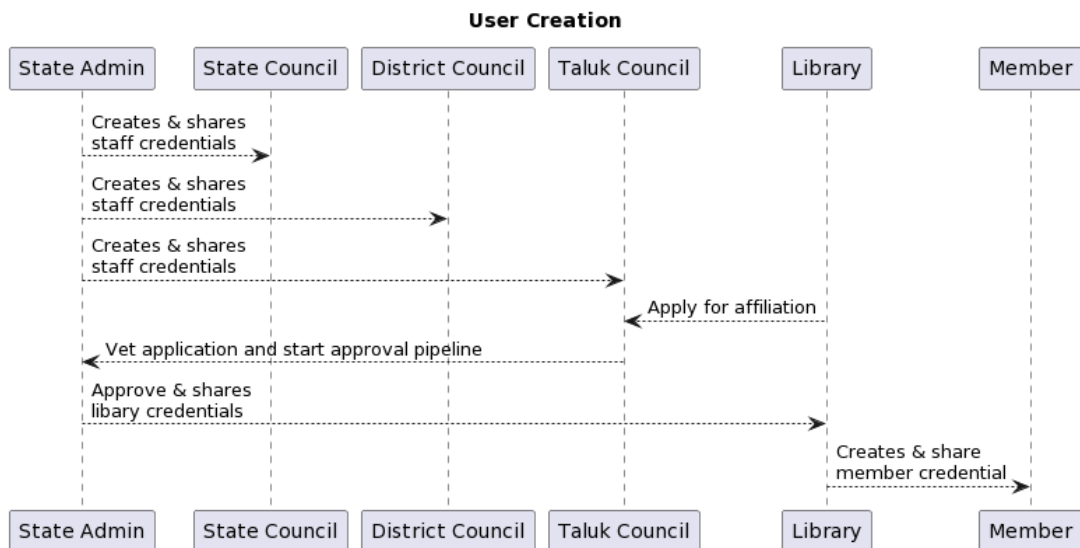 User Creation
State Admin
State Council
District Council
Taluk Council
Library
Member
Creates & shares
staff credentials
Creates & shares
staff credentials
Creates & shares
staff credentials
Apply for affiliation
Vet application and start approval pipeline
Approve & shares
libary credentials
Creates & share
member credential
State Admin
State Council
District Council
Taluk Council
Library
Member